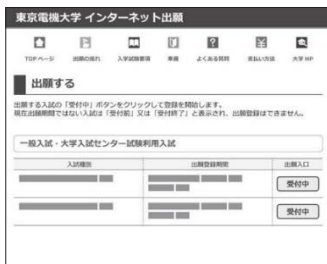 東京電機大学 インターネット出願
TOPページ 出願の流れ 入学試験要項 準備 よくある質問 支払い方法 大学HP
出願する
出願する入試の「受付中」ボタンをクリックして登録を開始します。
現在出願期間ではない入試は「受付前」又は「受付終了」と表示され、出願登録はできません。
一般入試・大学入試センター試験利用入試
入試種別 出願登録期間 出願入口
受付中
受付中